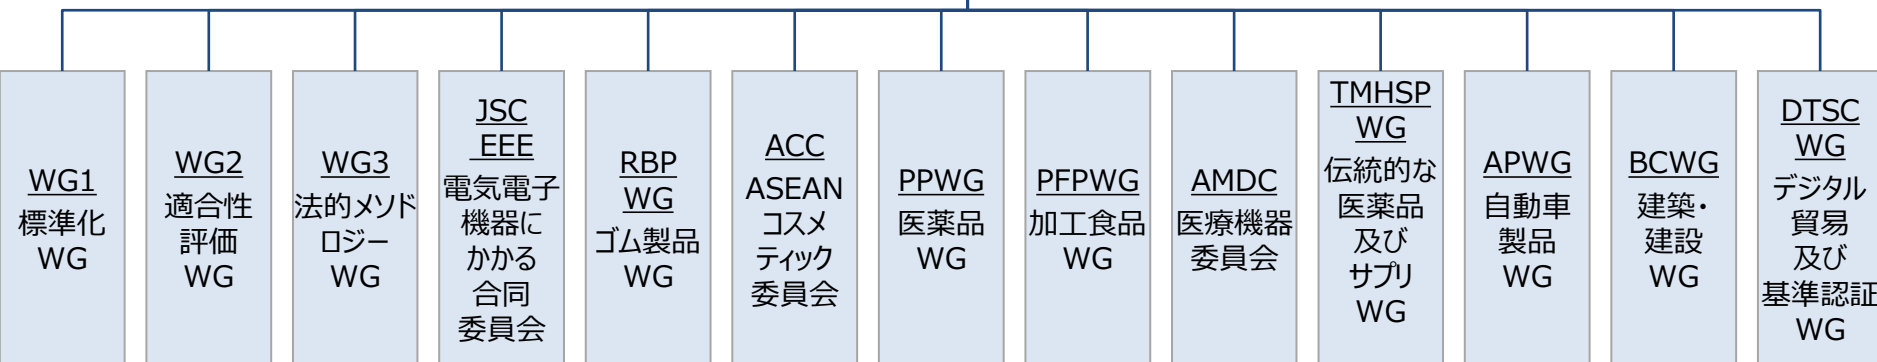 WG1
標準化
WG
WG2
適合性
評価
WG
WG3
法的メソド
ロジー
WG
JSC
EEE
電気電子
機器に
かかる
合同
委員会
RBP
WG
ゴム製品
WG
ACC
ASEAN
コスメ
ティック
委員会
PPWG
医薬品
WG
PFPWG
加工食品
WG
AMDC
医療機器
委員会
TMHSP
WG
伝統的な
医薬品
及び
サプリ
WG
APWG
自動車
製品
WG
BCWG
建築・
建設
WG
DTSC
WG
デジタル
貿易
及び
基準認証
WG